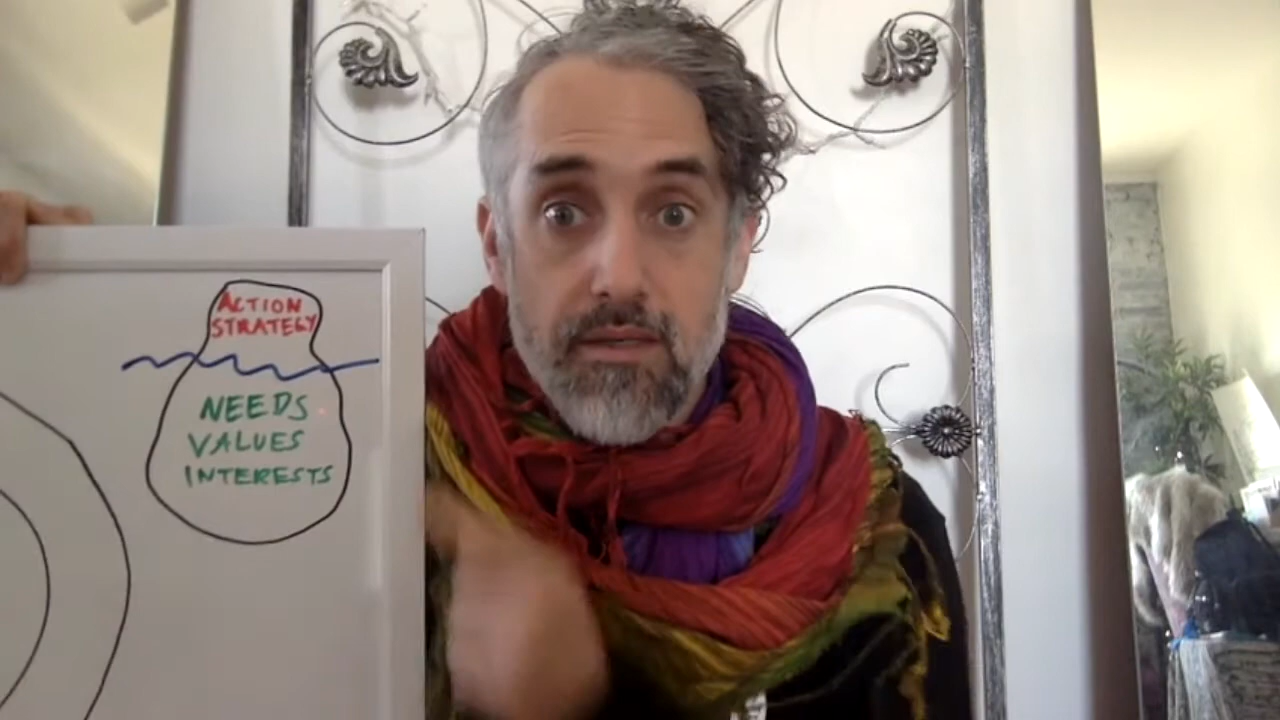 ACTION
STRATEGY
NEEDS
VALUES
INTERESTS